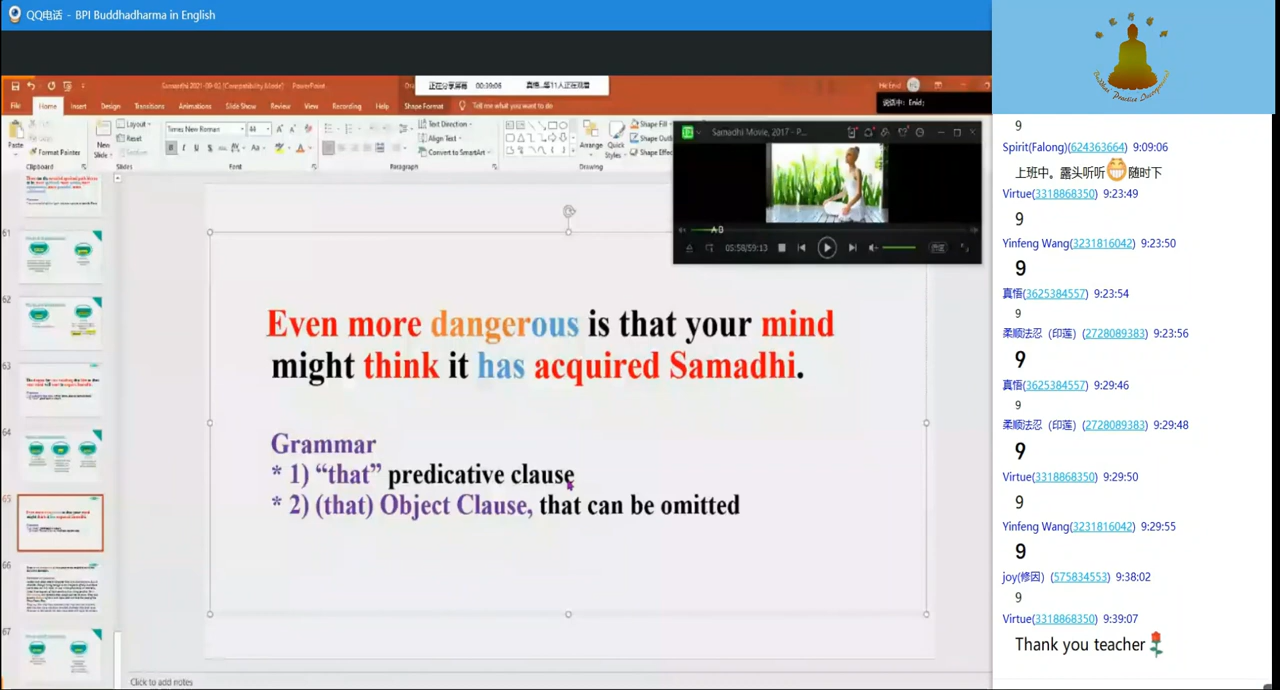 QQ电话 - BPI Buddhadharma in English
正在分享屏幕 00:39:06
PowerPoint
File Home Insert Design Transitions Animations Slide Show Review View Recording Help Shape Format Tell me what you want to do
Paste
Format Painter
Clipboard
New
Slide
Layout
Reset
Slides
Times New Roman 44
Font
Text Direction
Align Text
Convert to SmartArt
Paragraph
Arrange
Quick
Styles
Shape Fill
Drawing
Samadhi Movie, 2017 - P...
05:58/59:13
61
62
63
64
65
66
67
Even more dangerous is that your mind
might think it has acquired Samadhi.
Grammar
* 1) “that” predicative clause
* 2) (that) Object Clause, that can be omitted
Click to add notes
9
Spirit(Falong)(624363664) 9:09:06
上班中。露头听听😁随时下
Virtue(3318868350) 9:23:49
9
Yinfeng Wang(3231816042) 9:23:50
9
真悟(3625384557) 9:23:54
9
柔顺法忍（印莲）(2728089383) 9:23:56
9
真悟(3625384557) 9:29:46
9
柔顺法忍（印莲）(2728089383) 9:29:48
9
Virtue(3318868350) 9:29:50
9
Yinfeng Wang(3231816042) 9:29:55
9
joy(修因）(575834553) 9:38:02
9
Virtue(3318868350) 9:39:07
Thank you teacher🌹